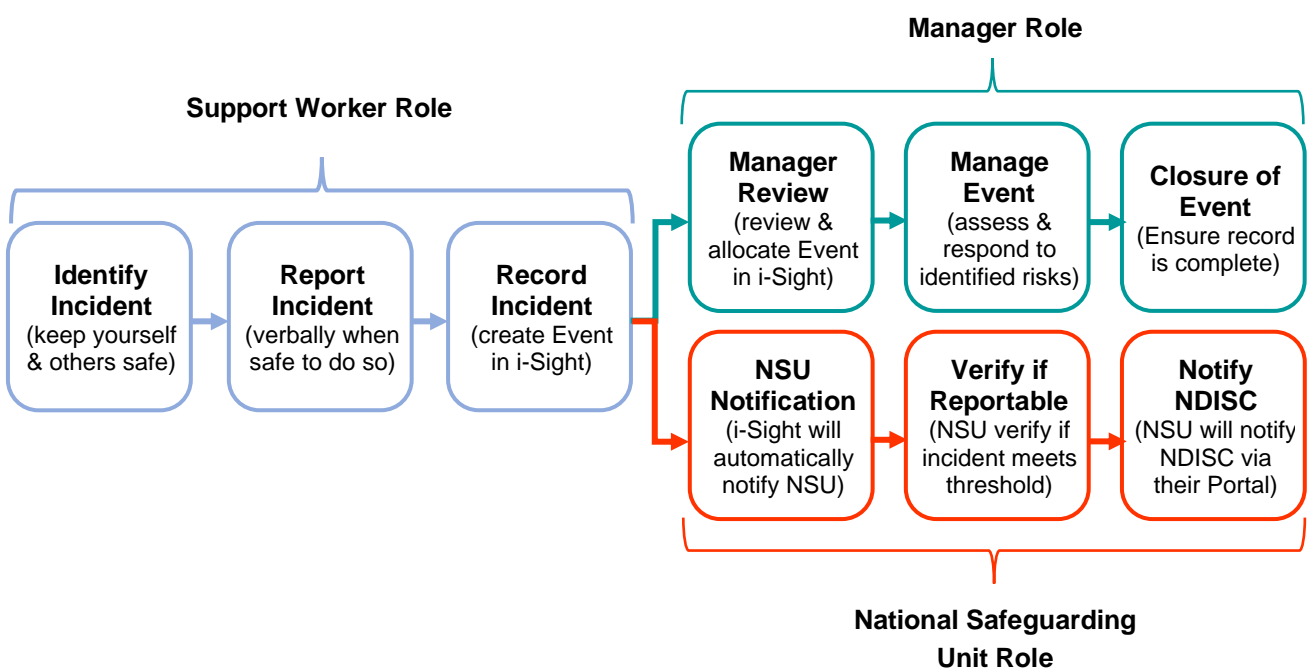 Manager Role
Support Worker Role
Identify
Incident
(keep yourself
& others safe)
Report
Incident
(verbally when
safe to do so)
Record
Incident
(create Event
in i-Sight)
Manager
Review
(review &
allocate Event
in i-Sight)
Manage
Event
(assess &
respond to
identified risks)
Closure of
Event
(Ensure record
is complete)
NSU
Notification
(i-Sight will
automatically
notify NSU)
Verify if
Reportable
(NSU verify if
incident meets
threshold)
Notify
NDISC
(NSU will notify
NDISC via
their Portal)
National Safeguarding
Unit Role